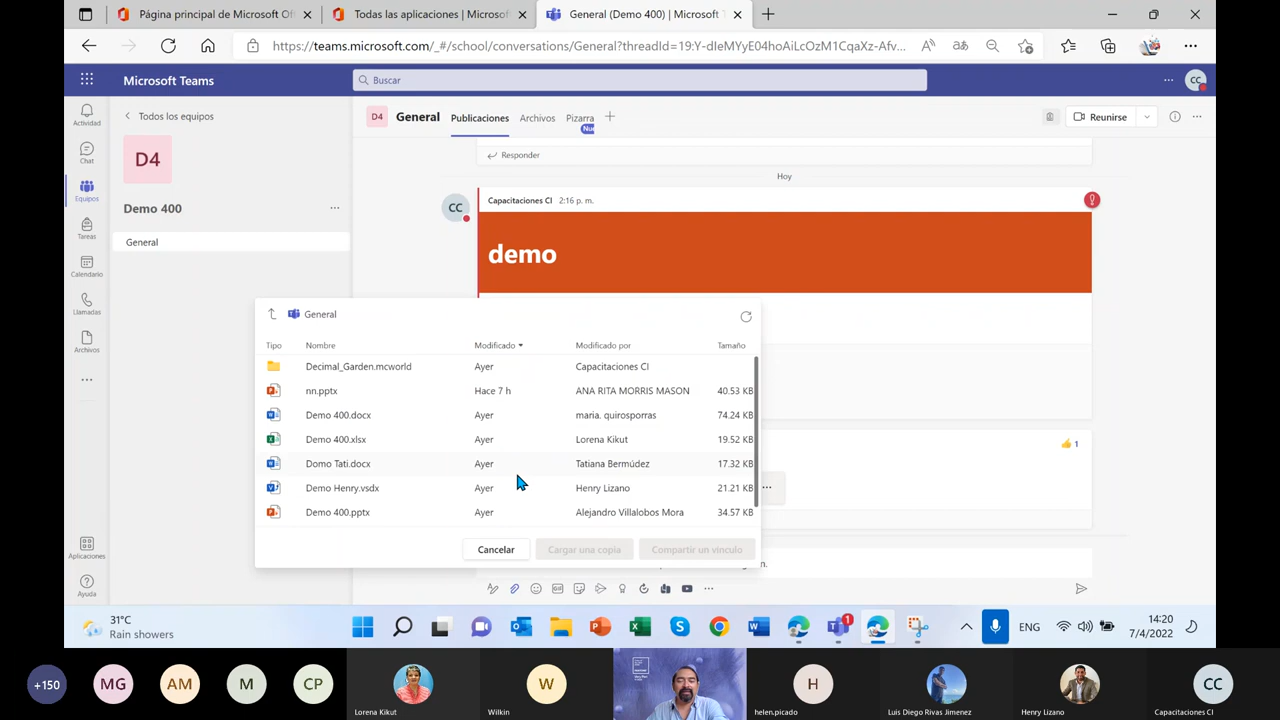 Página principal de Microsoft Of
Todas las aplicaciones | Microsof
General (Demo 400) | Microsoft T
https://teams.microsoft.com/_#/school/conversations/General?threadId=19:Y-dIeMYyE04hoAiLcOzM1CqaXz-Afv...
Microsoft Teams
Buscar
CC
Actividad
Chat
Equipos
Tareas
Calendario
Llamadas
Archivos
Aplicaciones
Ayuda
Todos los equipos
D4
Demo 400
General
D4
General
Publicaciones
Archivos
Pizarra
Reunirse
Responder
Hoy
CC
Capacitaciones CI
2:16 p. m.
demo
1
General
Tipo
Nombre
Modificado
Modificado por
Tamaño
Decimal_Garden.mcworld
Ayer
Capacitaciones CI
nn.pptx
Hace 7 h
ANA RITA MORRIS MASON
40.53 KB
Demo 400.docx
Ayer
maria. quirosporras
74.24 KB
Demo 400.xlsx
Ayer
Lorena Kikut
19.52 KB
Domo Tati.docx
Ayer
Tatiana Bermúdez
17.32 KB
Demo Henry.vsdx
Ayer
Henry Lizano
21.21 KB
Demo 400.pptx
Ayer
Alejandro Villalobos Mora
34.57 KB
Cancelar
Cargar una copia
Compartir un vínculo
31°C
Rain showers
1
ENG
14:20
7/4/2022
+150
MG
AM
M
CP
Lorena Kikut
W
Wilkin
H
helen.picado
Luis Diego Rivas Jimenez
Henry Lizano
CC
Capacitaciones CI